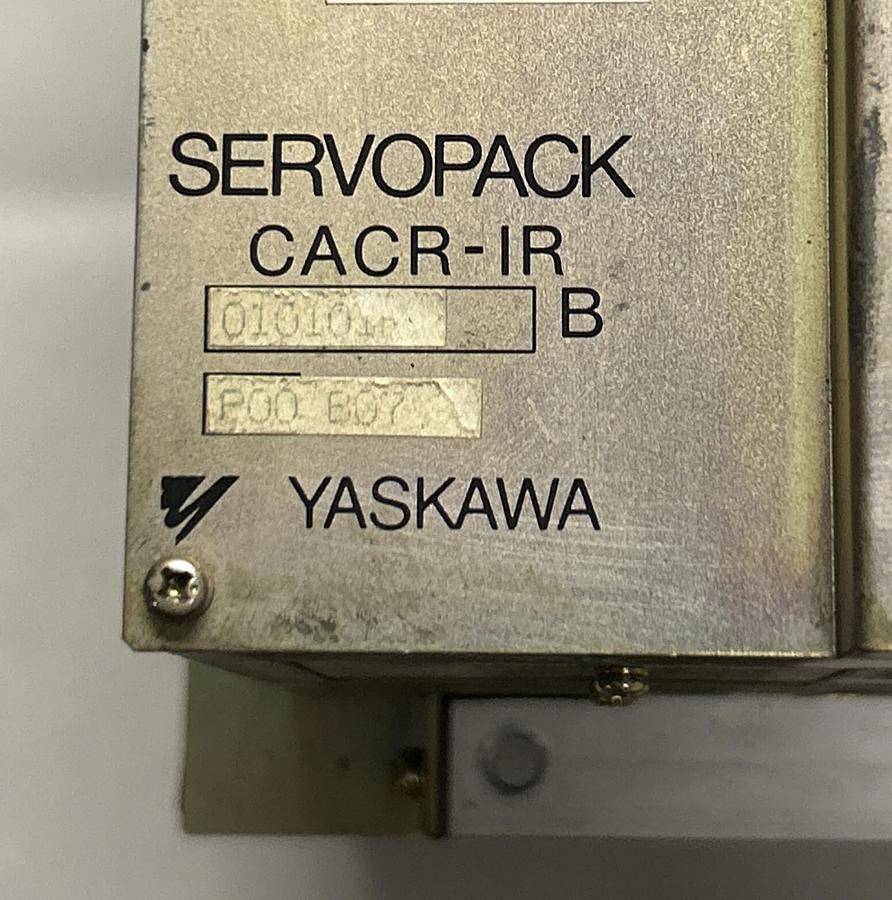 SERVOPACK
CACR-IR
010101 B
P00 B07
YASKAWA